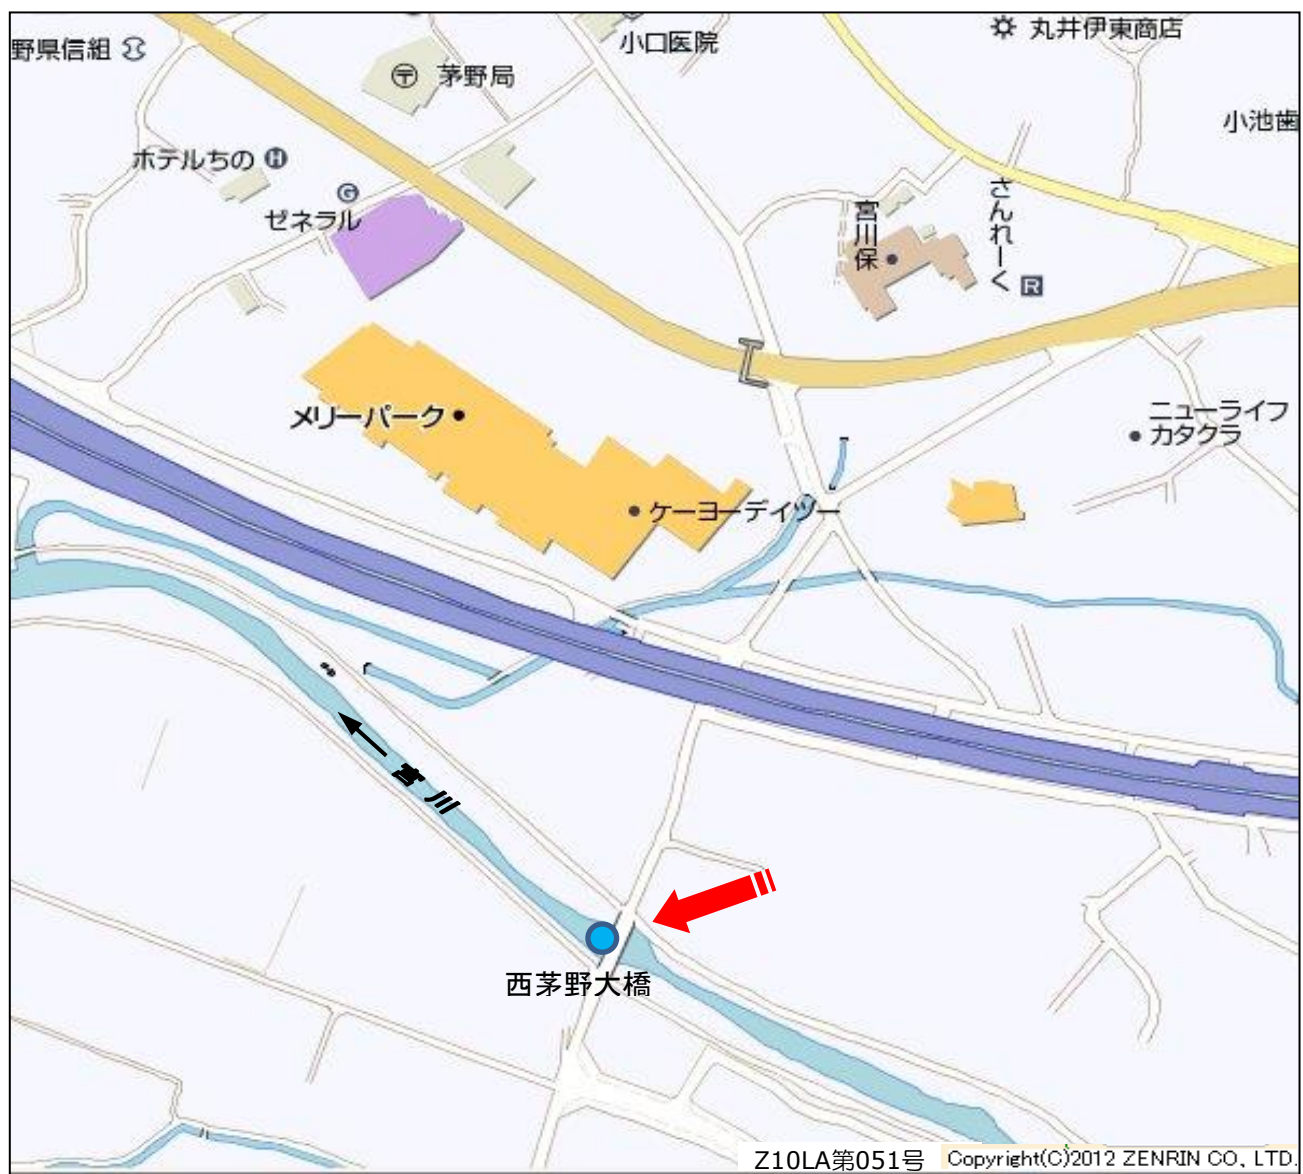 丸井伊東商店
小口医院
野県信組
〒 茅野局
小池歯
ホテルちの H
G
ゼネラル
さんれーく
R
宮川保
メリーパーク
ニューライフ
カタクラ
ケーヨーデイツー
宮川
西茅野大橋
Z10LA第051号
Copyright(C)2012 ZENRIN CO., LTD.